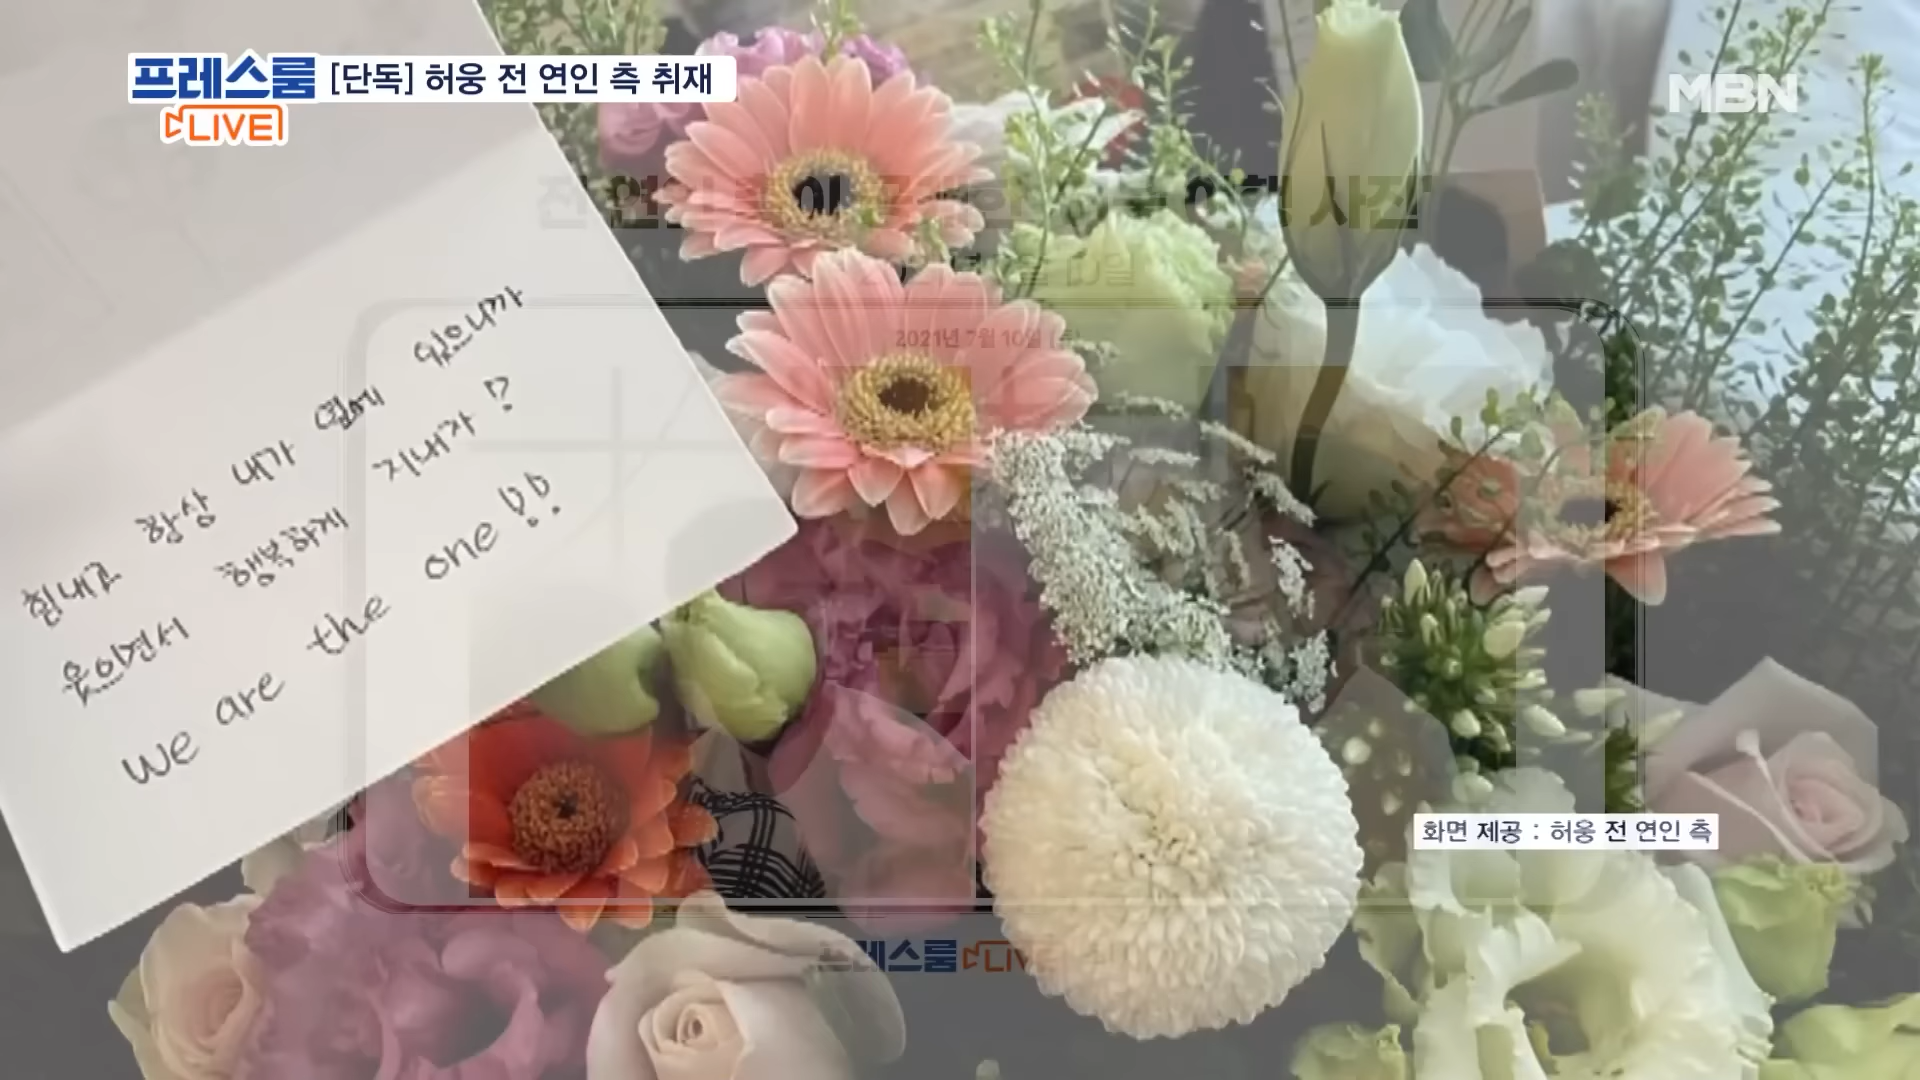 프레스룸
LIVE
[단독] 허웅 전 연인 측 취재
MBN
사진
2021년 7월 10일
힘내고 항상 내가 옆에 있으니까
웃이면서 행복하게 지내자 !?
We are the one !!
화면 제공 : 허웅 전 연인 측
프레스룸 LIVE